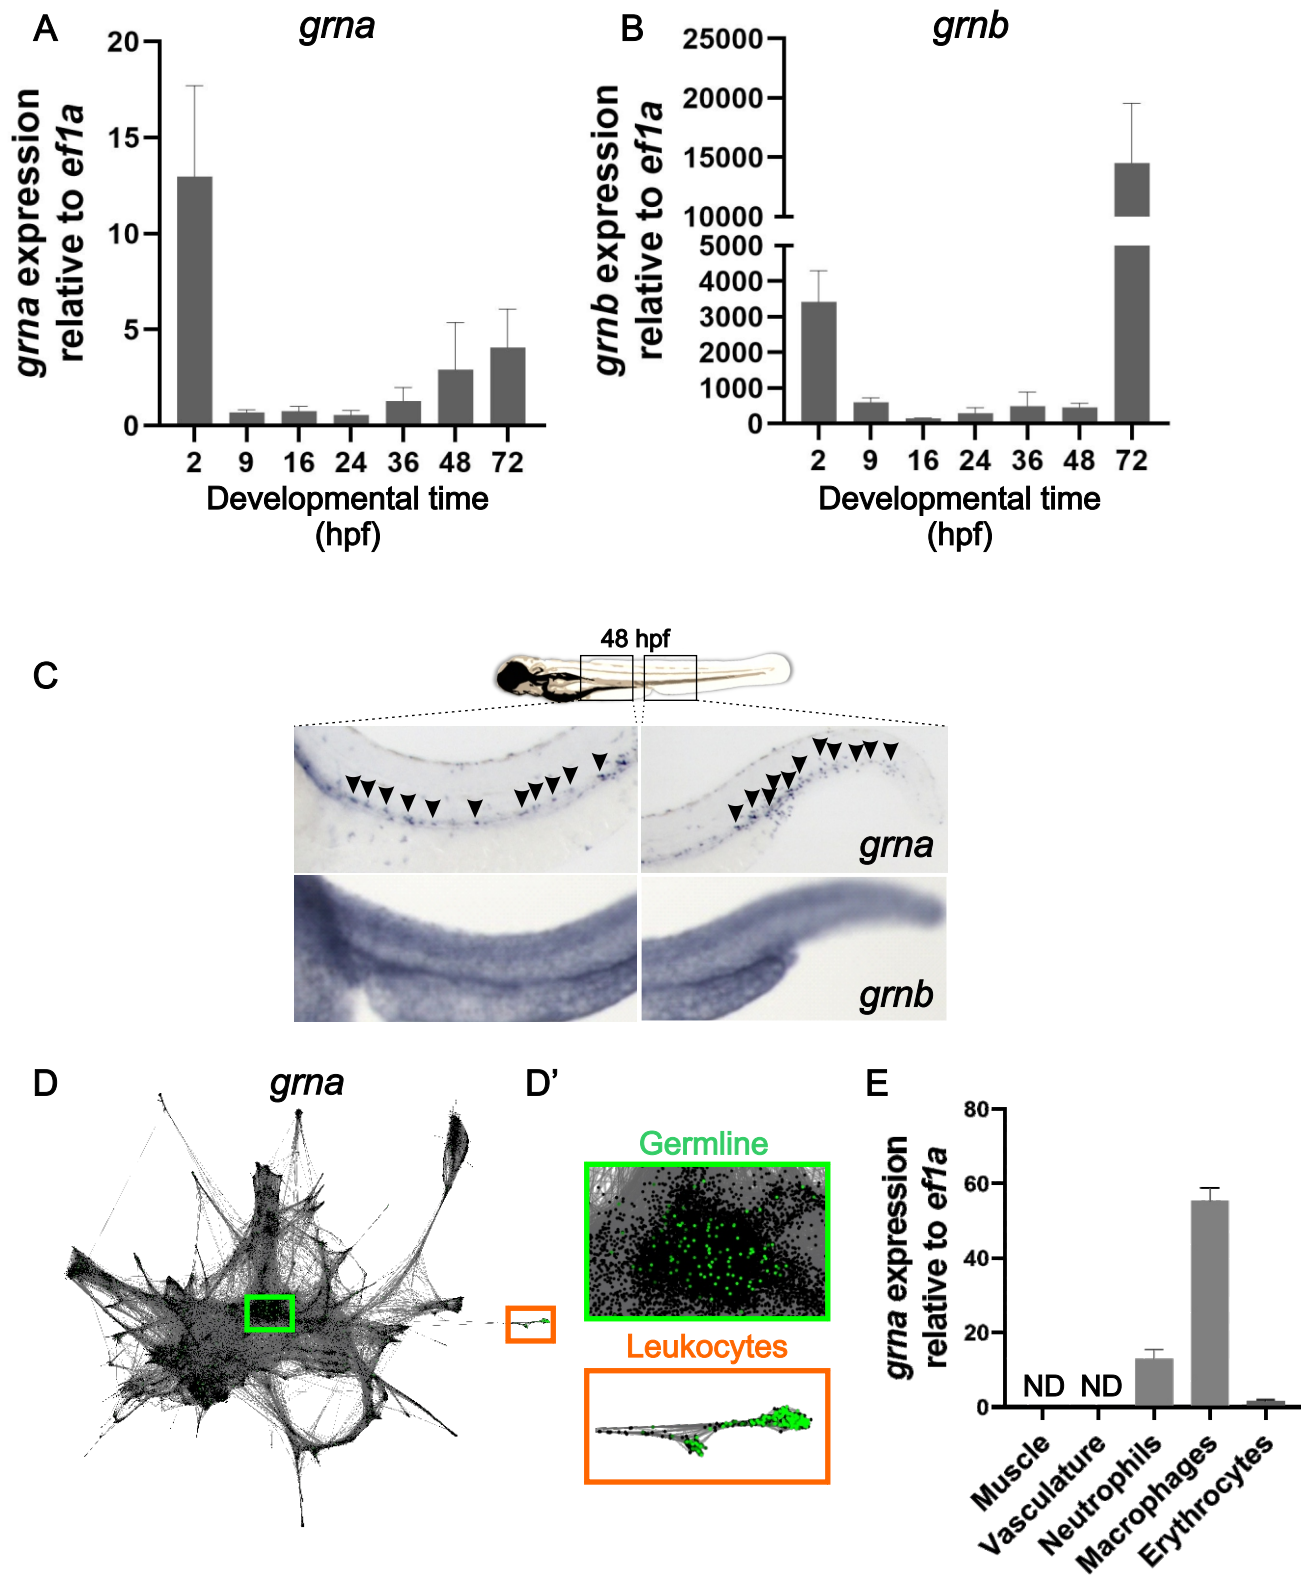 A
grna
B
grnb
grna expression
relative to ef1a
20
15
10
5
0
2 9 16 24 36 48 72
Developmental time
(hpf)
grnb expression
relative to ef1a
25000
20000
15000
10000
5000
4000
3000
2000
1000
0
2 9 16 24 36 48 72
Developmental time
(hpf)
C
48 hpf
grna
grnb
D
grna
D’
Germline
Leukocytes
E
grna expression
relative to ef1a
80
60
40
20
0
ND ND
Muscle
Vasculature
Neutrophils
Macrophages
Erythrocytes